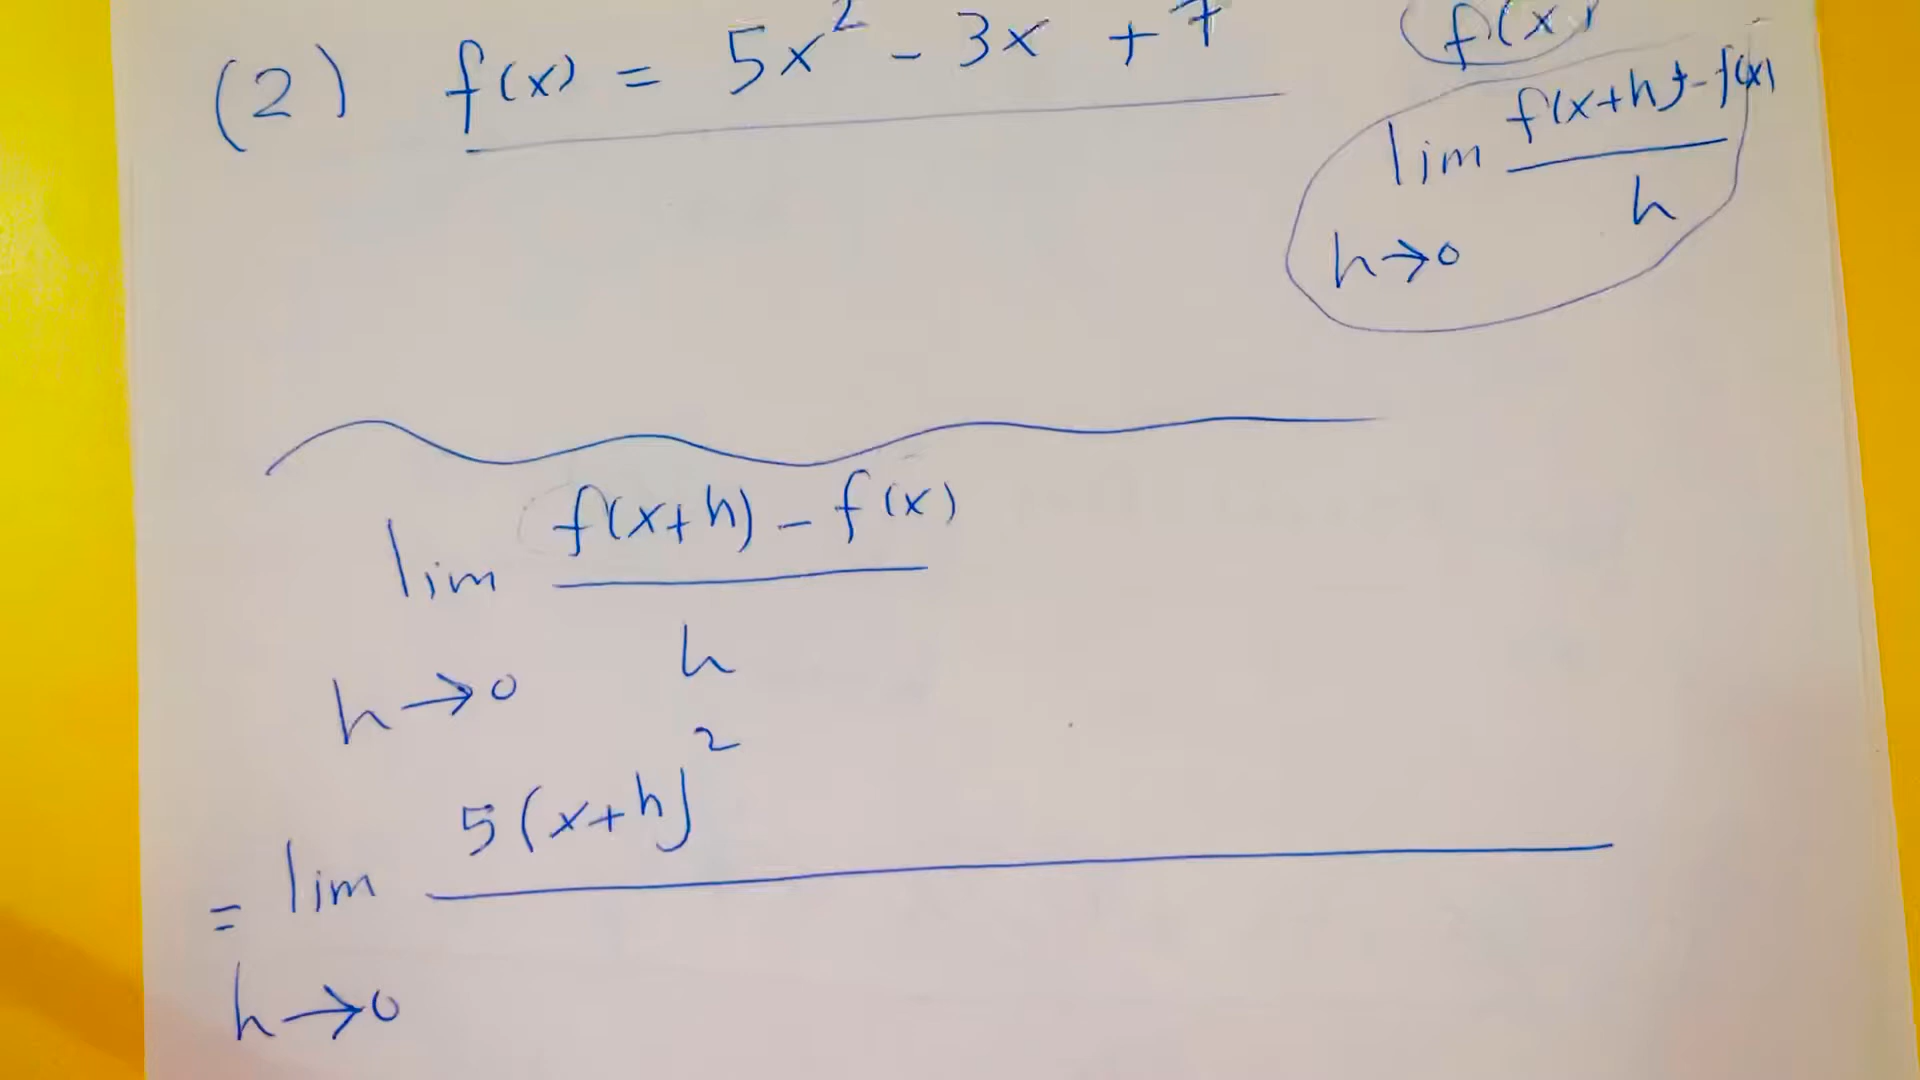 (2) f(x) = 5x² - 3x + 7
f(x)
f(x+h) - f(x)
lim
h
h→0
f(x+h) - f(x)
lim
h
h→0
5(x+h)²
= lim
h→0